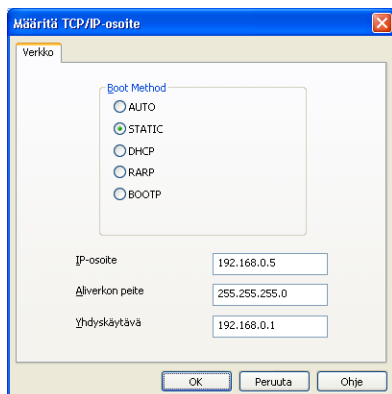 Määritä TCP/IP-osoite
Verkko
Boot Method
AUTO
STATIC
DHCP
RARP
BOOTP
IP-osoite 192.168.0.5
Aliverkon peite 255.255.255.0
Yhdyskäytävä 192.168.0.1
OK Peruuta Ohje